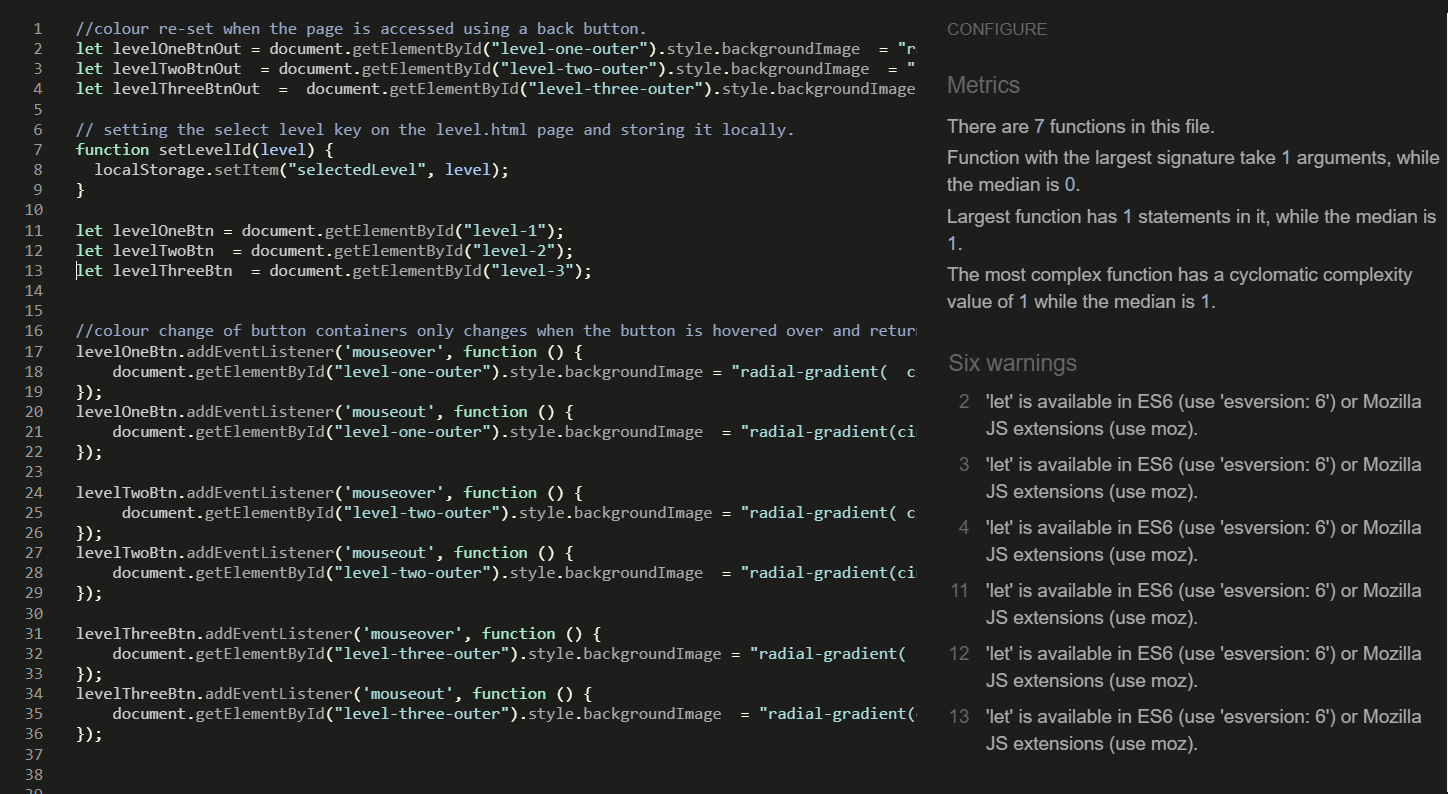 1 //colour re-set when the page is accessed using a back button.
2 let levelOneBtnOut = document.getElementById("level-one-outer").style.backgroundImage  = "r
3 let levelTwoBtnOut  = document.getElementById("level-two-outer").style.backgroundImage  = "
4 let levelThreeBtnOut  =  document.getElementById("level-three-outer").style.backgroundImage
5
6 // setting the select level key on the level.html page and storing it locally.
7 function setLevelId(level) {
8   localStorage.setItem("selectedLevel", level);
9 }
10
11 let levelOneBtn = document.getElementById("level-1");
12 let levelTwoBtn  = document.getElementById("level-2");
13 let levelThreeBtn  = document.getElementById("level-3");
14
15
16 //colour change of button containers only changes when the button is hovered over and retur
17 levelOneBtn.addEventListener('mouseover', function () {
18     document.getElementById("level-one-outer").style.backgroundImage = "radial-gradient(  c
19 });
20 levelOneBtn.addEventListener('mouseout', function () {
21     document.getElementById("level-one-outer").style.backgroundImage  = "radial-gradient(ci
22 });
23
24 levelTwoBtn.addEventListener('mouseover', function () {
25      document.getElementById("level-two-outer").style.backgroundImage = "radial-gradient( c
26 });
27 levelTwoBtn.addEventListener('mouseout', function () {
28     document.getElementById("level-two-outer").style.backgroundImage  = "radial-gradient(ci
29 });
30
31 levelThreeBtn.addEventListener('mouseover', function () {
32     document.getElementById("level-three-outer").style.backgroundImage = "radial-gradient(
33 });
34 levelThreeBtn.addEventListener('mouseout', function () {
35     document.getElementById("level-three-outer").style.backgroundImage  = "radial-gradient(
36 });
37
38
39
CONFIGURE
Metrics
There are 7 functions in this file.
Function with the largest signature take 1 arguments, while
the median is 0.
Largest function has 1 statements in it, while the median is
1.
The most complex function has a cyclomatic complexity
value of 1 while the median is 1.
Six warnings
2 'let' is available in ES6 (use 'esversion: 6') or Mozilla
JS extensions (use moz).
3 'let' is available in ES6 (use 'esversion: 6') or Mozilla
JS extensions (use moz).
4 'let' is available in ES6 (use 'esversion: 6') or Mozilla
JS extensions (use moz).
11 'let' is available in ES6 (use 'esversion: 6') or Mozilla
JS extensions (use moz).
12 'let' is available in ES6 (use 'esversion: 6') or Mozilla
JS extensions (use moz).
13 'let' is available in ES6 (use 'esversion: 6') or Mozilla
JS extensions (use moz).